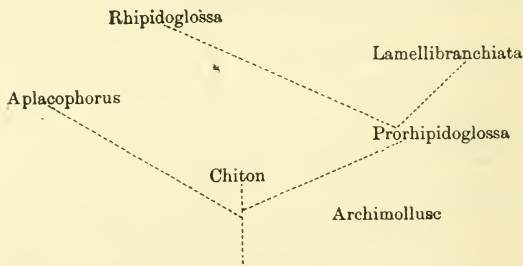 Rhipidoglossa
Lamellibranchiata
Aplacophorus
Prorhipidoglossa
Chiton
Archimollusc